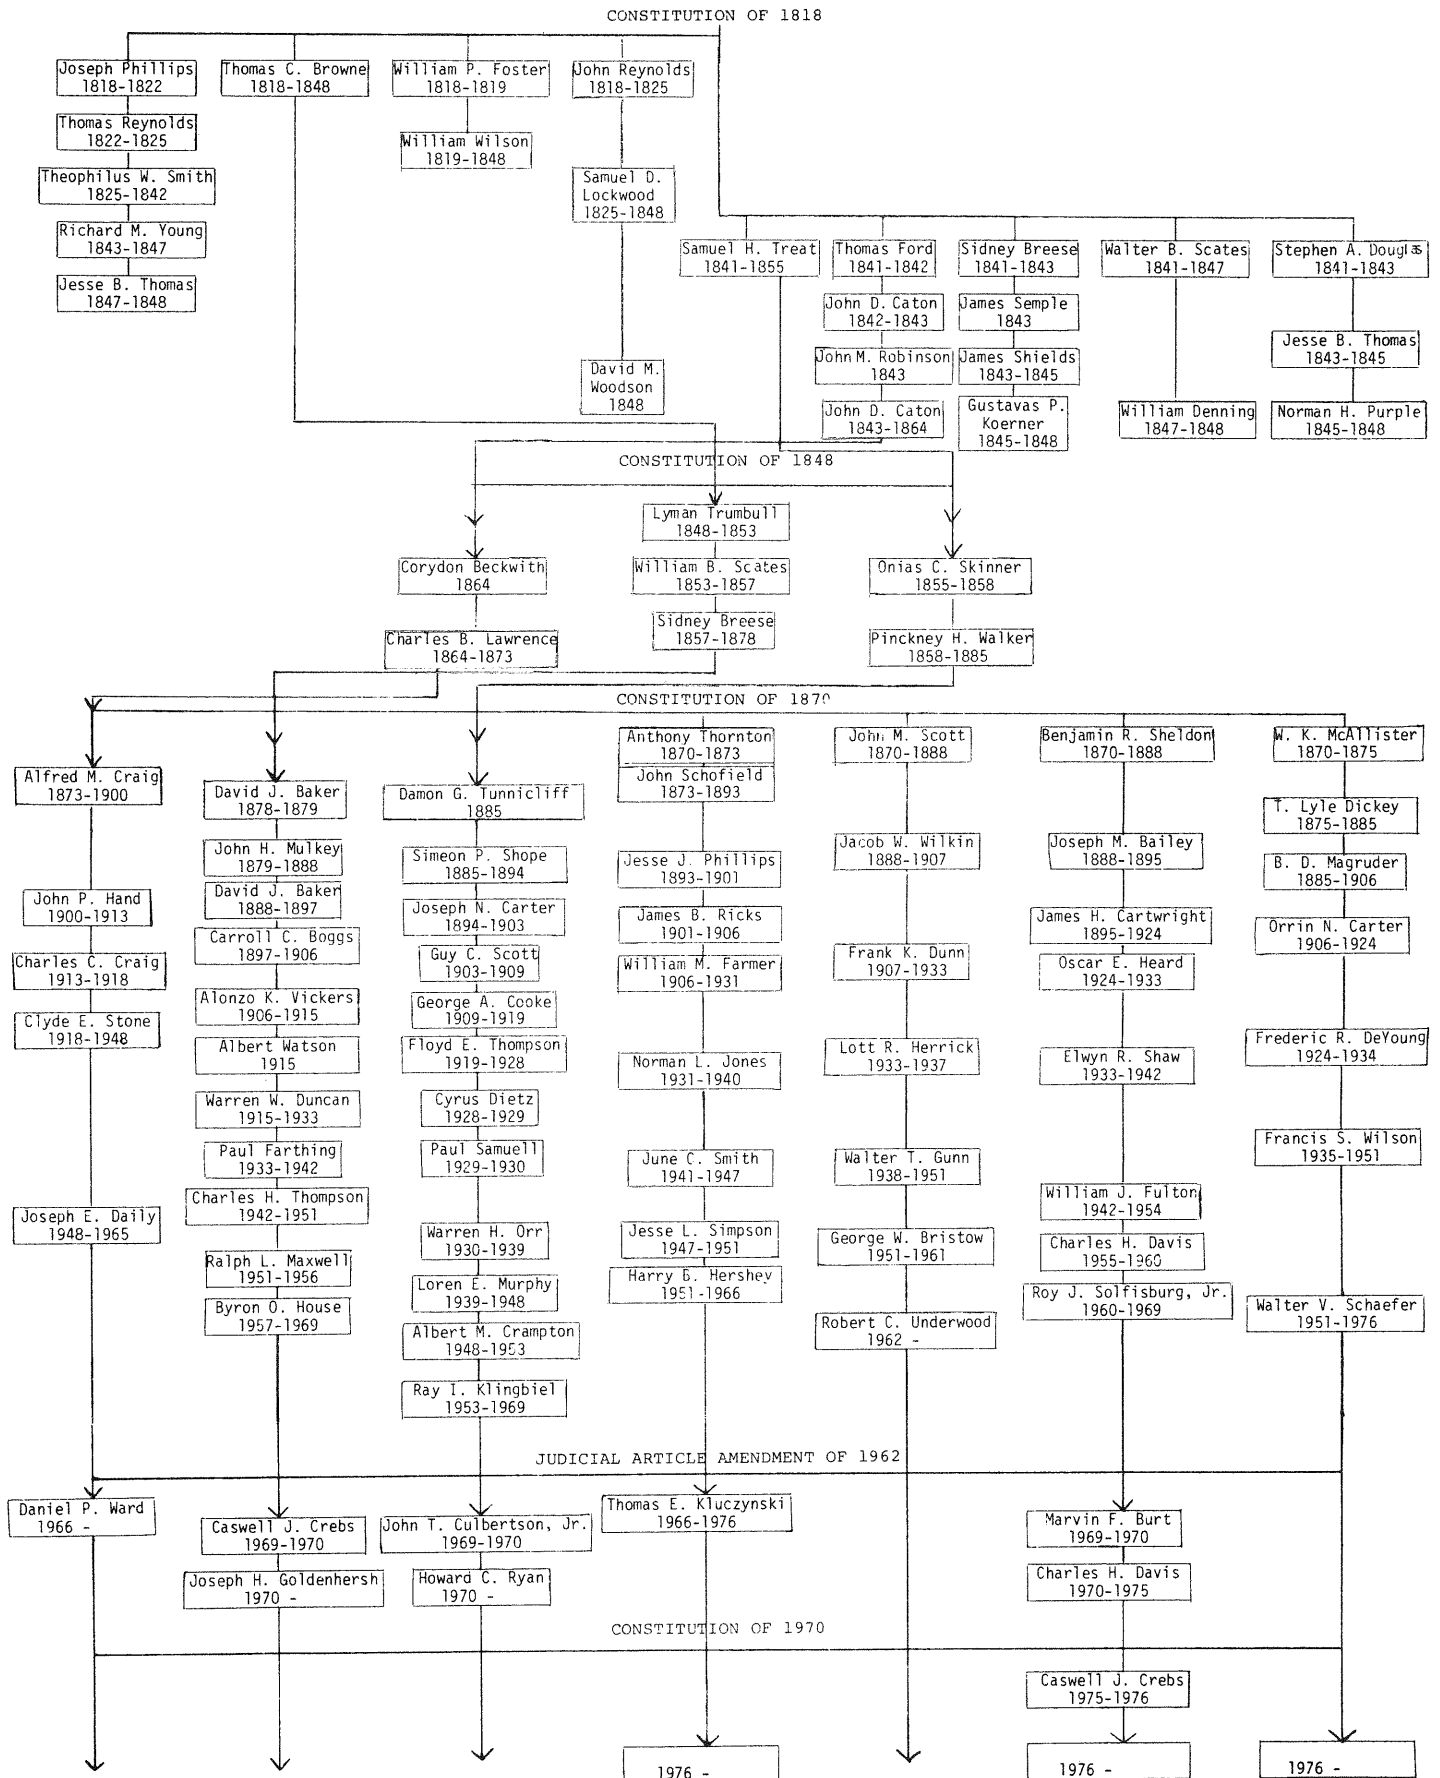 CONSTITUTION OF 1818
Joseph Phillips
1818-1822
Thomas C. Browne
1818-1848
William P. Foster
1818-1819
John Reynolds
1818-1825
Thomas Reynolds
1822-1825
William Wilson
1819-1848
Theophilus W. Smith
1825-1842
Samuel D.
Lockwood
1825-1848
Richard M. Young
1843-1847
Jesse B. Thomas
1847-1848
Samuel H. Treat
1841-1855
Thomas Ford
1841-1842
Sidney Breese
1841-1843
Walter B. Scates
1841-1847
Stephen A. Douglas
1841-1843
John D. Caton
1842-1843
James Semple
1843
Jesse B. Thomas
1843-1845
John M. Robinson
1843
James Shields
1843-1845
David M.
Woodson
1848
John D. Caton
1843-1864
Gustavas P.
Koerner
1845-1848
William Denning
1847-1848
Norman H. Purple
1845-1848
CONSTITUTION OF 1848
Lyman Trumbull
1848-1853
Corydon Beckwith
1864
William B. Scates
1853-1857
Onias C. Skinner
1855-1858
Charles B. Lawrence
1864-1873
Sidney Breese
1857-1878
Pinckney H. Walker
1858-1885
CONSTITUTION OF 1870
Anthony Thornton
1870-1873
John M. Scott
1870-1888
Benjamin R. Sheldon
1870-1888
W. K. McAllister
1870-1875
Alfred M. Craig
1873-1900
David J. Baker
1878-1879
Damon G. Tunnicliff
1885
John Schofield
1873-1893
T. Lyle Dickey
1875-1885
John H. Mulkey
1879-1888
Simeon P. Shope
1885-1894
Jesse J. Phillips
1893-1901
Jacob W. Wilkin
1888-1907
Joseph M. Bailey
1888-1895
B. D. Magruder
1885-1906
John P. Hand
1900-1913
David J. Baker
1888-1897
Joseph N. Carter
1894-1903
James B. Ricks
1901-1906
James H. Cartwright
1895-1924
Orrin N. Carter
1906-1924
Charles C. Craig
1913-1918
Carroll C. Boggs
1897-1906
Guy C. Scott
1903-1909
William M. Farmer
1906-1931
Frank K. Dunn
1907-1933
Oscar E. Heard
1924-1933
Clyde E. Stone
1918-1948
Alonzo K. Vickers
1906-1915
George A. Cooke
1909-1919
Albert Watson
1915
Floyd E. Thompson
1919-1928
Norman L. Jones
1931-1940
Lott R. Herrick
1933-1937
Elwyn R. Shaw
1933-1942
Frederic R. DeYoung
1924-1934
Warren W. Duncan
1915-1933
Cyrus Dietz
1928-1929
Paul Farthing
1933-1942
Paul Samuell
1929-1930
June C. Smith
1941-1947
Walter T. Gunn
1938-1951
Francis S. Wilson
1935-1951
Joseph E. Daily
1948-1965
Charles H. Thompson
1942-1951
Warren H. Orr
1930-1939
Jesse L. Simpson
1947-1951
George W. Bristow
1951-1961
William J. Fulton
1942-1954
Charles H. Davis
1955-1960
Ralph L. Maxwell
1951-1956
Loren E. Murphy
1939-1948
Harry B. Hershey
1951-1966
Roy J. Solfisburg, Jr.
1960-1969
Byron O. House
1957-1969
Albert M. Crampton
1948-1953
Robert C. Underwood
1962 -
Walter V. Schaefer
1951-1976
Ray I. Klingbiel
1953-1969
JUDICIAL ARTICLE AMENDMENT OF 1962
Daniel P. Ward
1966 -
Caswell J. Crebs
1969-1970
John T. Culbertson, Jr.
1969-1970
Thomas E. Kluczynski
1966-1976
Marvin F. Burt
1969-1970
Joseph H. Goldenhersh
1970 -
Howard C. Ryan
1970 -
Charles H. Davis
1970-1975
CONSTITUTION OF 1970
Caswell J. Crebs
1975-1976
1976 -
1976 -
1976 -